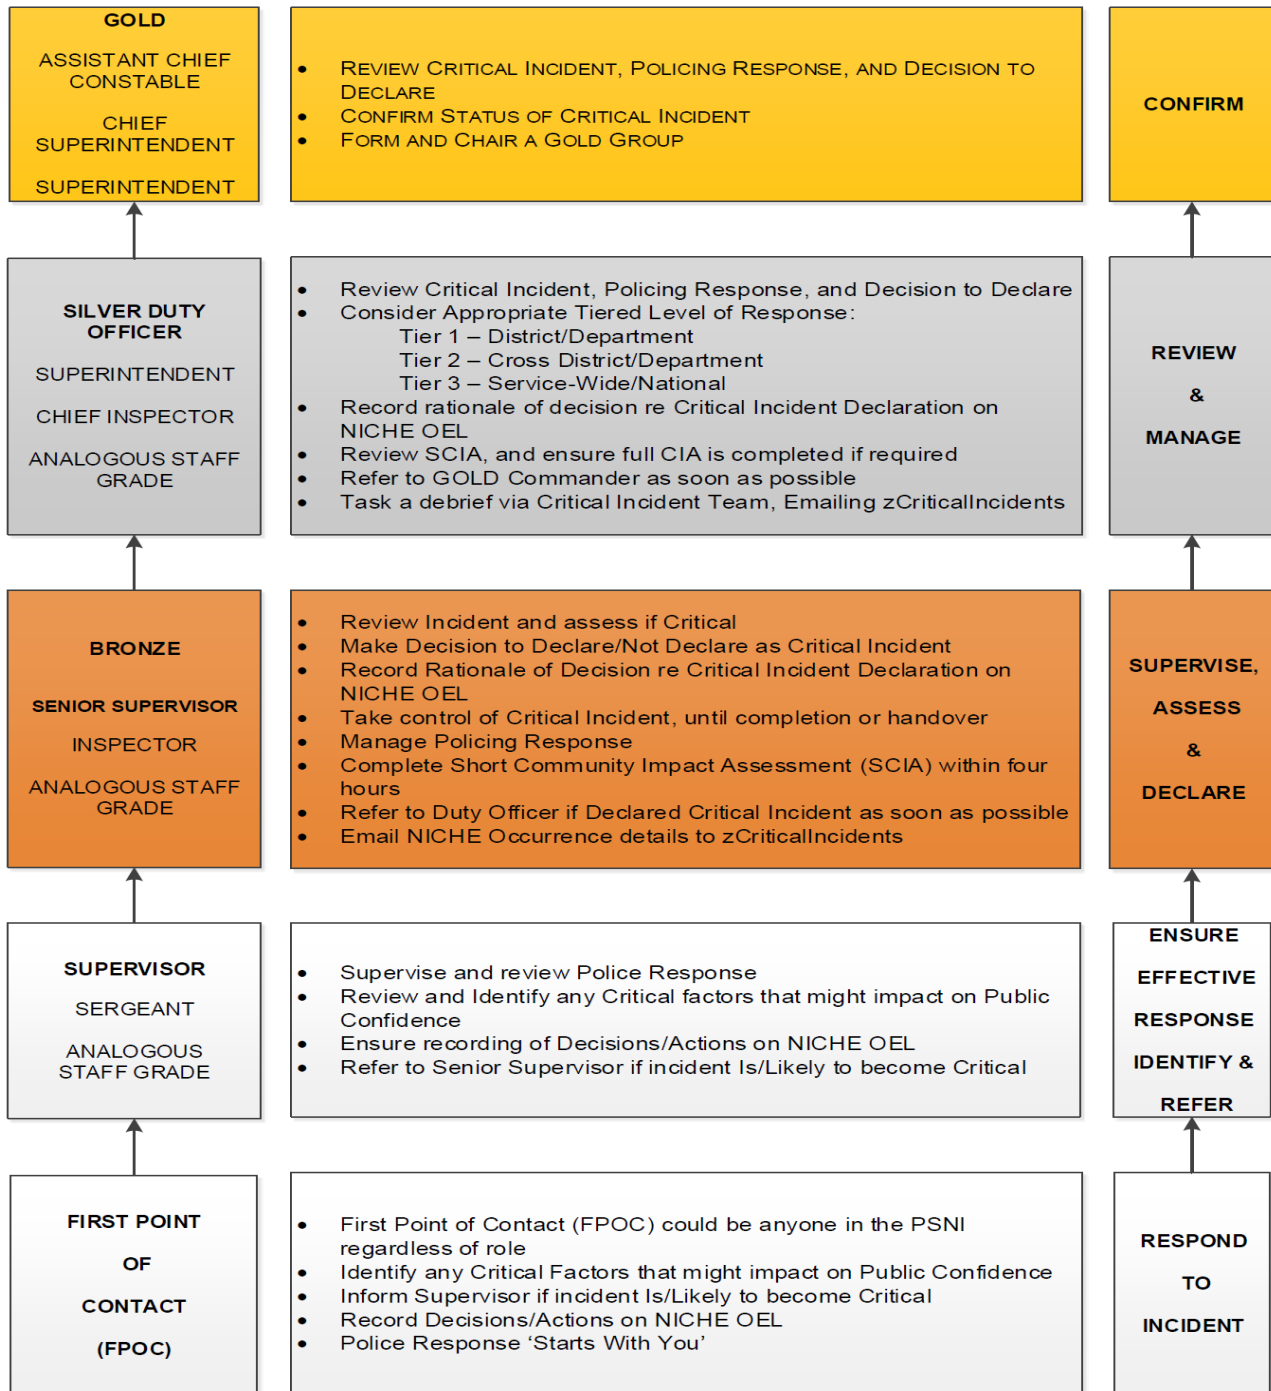 GOLD
ASSISTANT CHIEF
CONSTABLE
CHIEF
SUPERINTENDENT
SUPERINTENDENT
• REVIEW CRITICAL INCIDENT, POLICING RESPONSE, AND DECISION TO
DECLARE
• CONFIRM STATUS OF CRITICAL INCIDENT
• FORM AND CHAIR A GOLD GROUP
CONFIRM
SILVER DUTY
OFFICER
SUPERINTENDENT
CHIEF INSPECTOR
ANALOGOUS STAFF
GRADE
• Review Critical Incident, Policing Response, and Decision to Declare
• Consider Appropriate Tiered Level of Response:
Tier 1 – District/Department
Tier 2 – Cross District/Department
Tier 3 – Service-Wide/National
• Record rationale of decision re Critical Incident Declaration on
NICHE OEL
• Review SCIA, and ensure full CIA is completed if required
• Refer to GOLD Commander as soon as possible
• Task a debrief via Critical Incident Team, Emailing zCriticalIncidents
REVIEW
&
MANAGE
BRONZE
SENIOR SUPERVISOR
INSPECTOR
ANALOGOUS STAFF
GRADE
• Review Incident and assess if Critical
• Make Decision to Declare/Not Declare as Critical Incident
• Record Rationale of Decision re Critical Incident Declaration on
NICHE OEL
• Take control of Critical Incident, until completion or handover
• Manage Policing Response
• Complete Short Community Impact Assessment (SCIA) within four
hours
• Refer to Duty Officer if Declared Critical Incident as soon as possible
• Email NICHE Occurrence details to zCriticalIncidents
SUPERVISE,
ASSESS
&
DECLARE
SUPERVISOR
SERGEANT
ANALOGOUS
STAFF GRADE
• Supervise and review Police Response
• Review and Identify any Critical factors that might impact on Public
Confidence
• Ensure recording of Decisions/Actions on NICHE OEL
• Refer to Senior Supervisor if incident Is/Likely to become Critical
ENSURE
EFFECTIVE
RESPONSE
IDENTIFY &
REFER
FIRST POINT
OF
CONTACT
(FPOC)
• First Point of Contact (FPOC) could be anyone in the PSNI
regardless of role
• Identify any Critical Factors that might impact on Public Confidence
• Inform Supervisor if incident Is/Likely to become Critical
• Record Decisions/Actions on NICHE OEL
• Police Response ‘Starts With You’
RESPOND
TO
INCIDENT